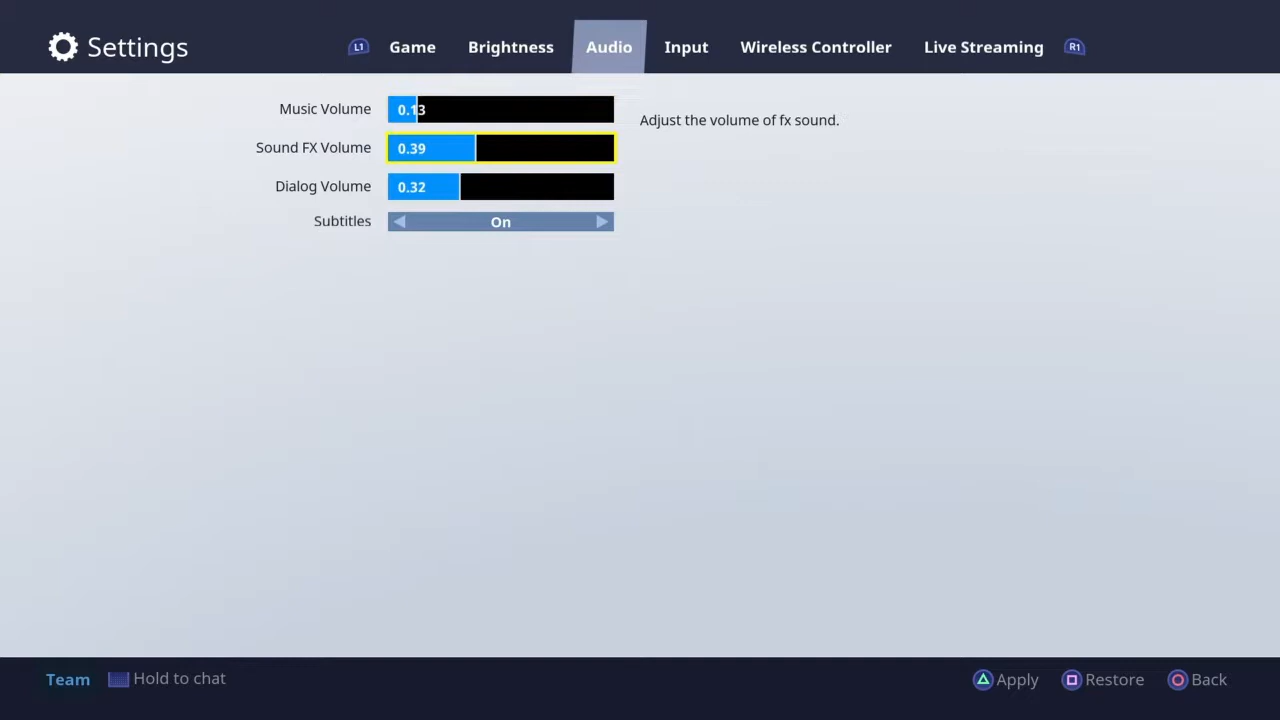 Settings
L1 Game Brightness Audio Input Wireless Controller Live Streaming R1
Music Volume 0.13
Adjust the volume of fx sound.
Sound FX Volume 0.39
Dialog Volume 0.32
Subtitles On
Team Hold to chat
Apply Restore Back